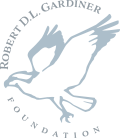 ROBERT D.L. GARDINER
FOUNDATION